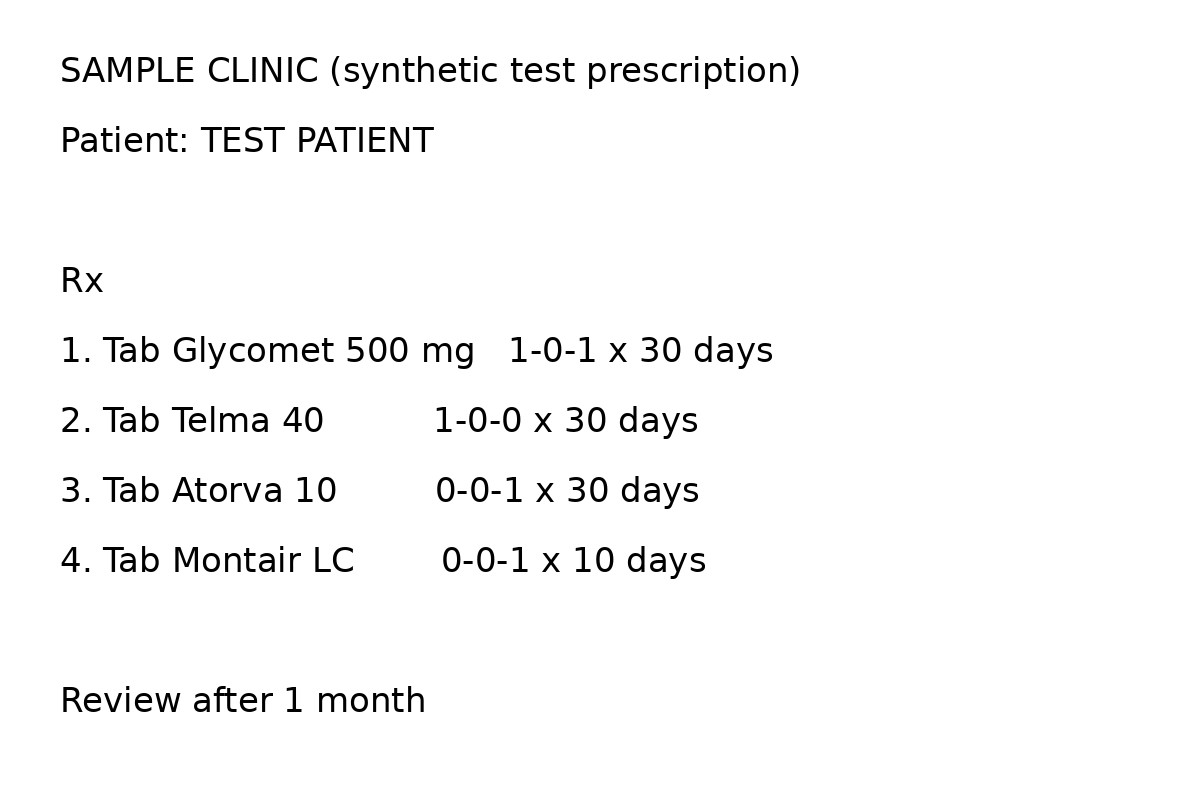 SAMPLE CLINIC (synthetic test prescription)
Patient: TEST PATIENT
Rx
1. Tab Glycomet 500 mg 1-0-1 x 30 days
2. Tab Telma 40 1-0-0 x 30 days
3. Tab Atorva 10 0-0-1 x 30 days
4. Tab Montair LC 0-0-1 x 10 days
Review after 1 month